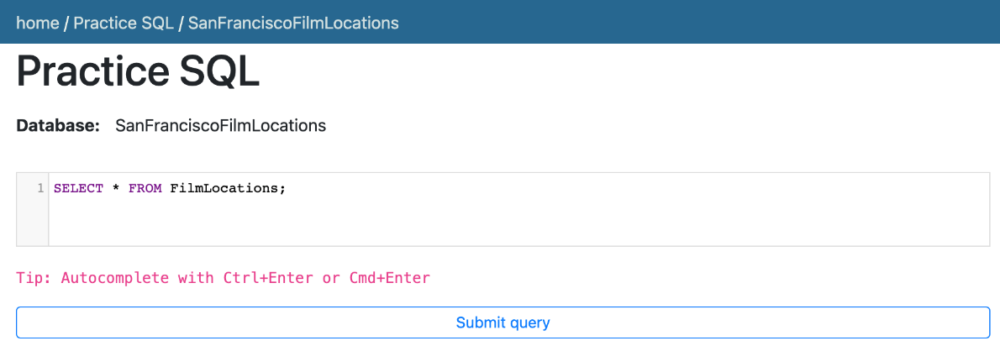 home / Practice SQL / SanFranciscoFilmLocations
Practice SQL
Database: SanFranciscoFilmLocations
1 SELECT * FROM FilmLocations;
Tip: Autocomplete with Ctrl+Enter or Cmd+Enter
Submit query